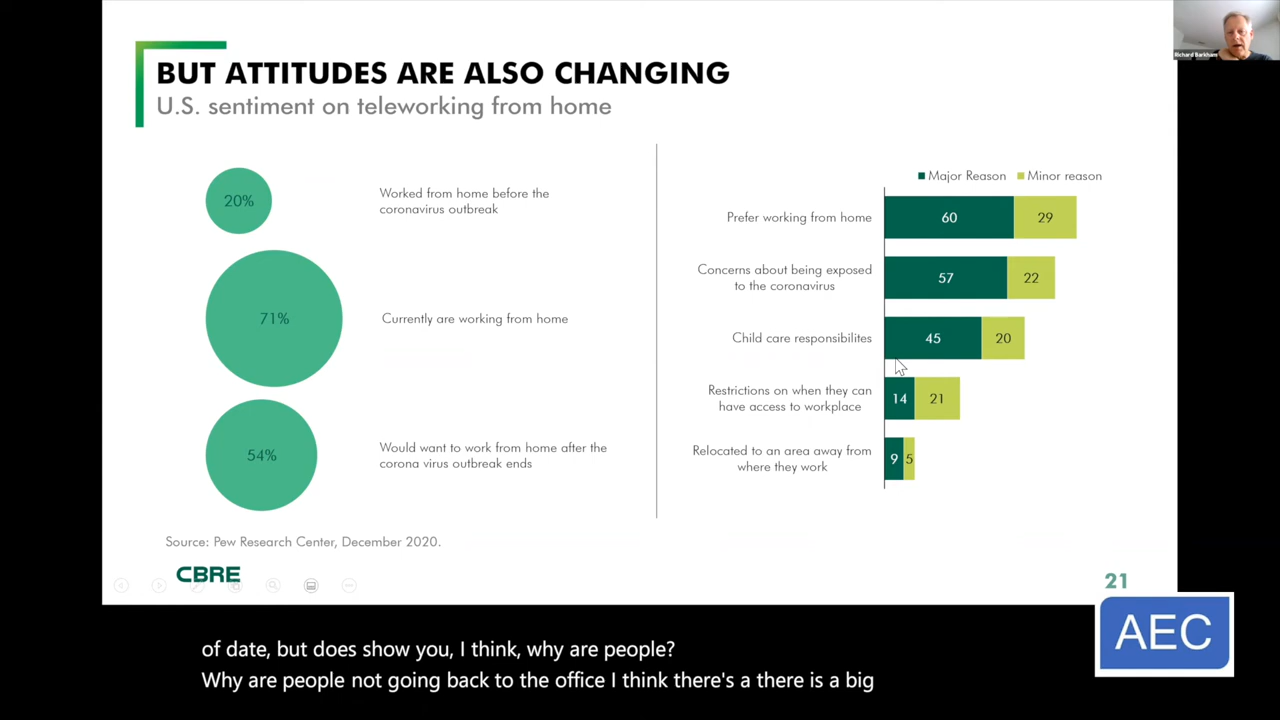 Richard Barkham
BUT ATTITUDES ARE ALSO CHANGING
U.S. sentiment on teleworking from home
20%
Worked from home before the
coronavirus outbreak
71%
Currently are working from home
54%
Would want to work from home after the
corona virus outbreak ends
Major Reason
Minor reason
Prefer working from home
60
29
Concerns about being exposed
to the coronavirus
57
22
Child care responsibilites
45
20
Restrictions on when they can
have access to workplace
14
21
Relocated to an area away from
where they work
9
5
Source: Pew Research Center, December 2020.
CBRE
21
AEC
of date, but does show you, I think, why are people?
Why are people not going back to the office I think there's a there is a big